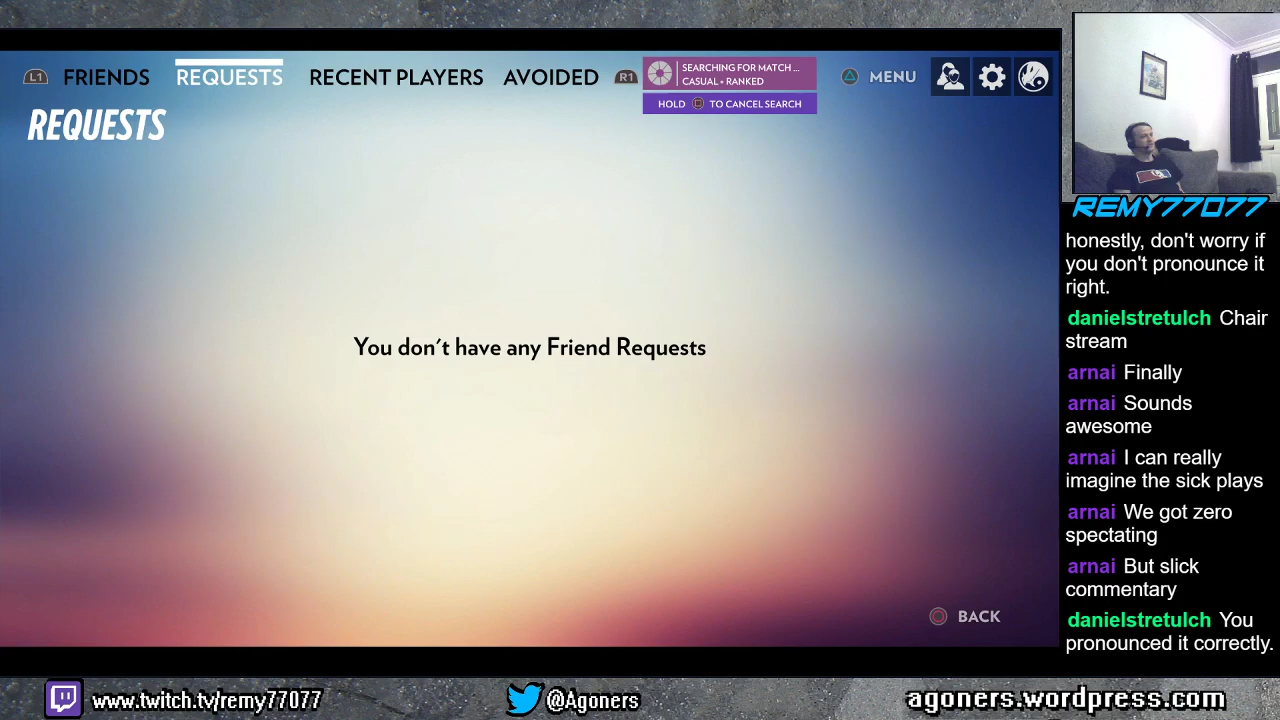 L1 FRIENDS REQUESTS RECENT PLAYERS AVOIDED R1
SEARCHING FOR MATCH ...
CASUAL • RANKED
HOLD TO CANCEL SEARCH
MENU
REQUESTS
You don't have any Friend Requests
BACK
REMY77077
honestly, don't worry if
you don't pronounce it
right.
danielstretulch Chair
stream
arnai Finally
arnai Sounds
awesome
arnai I can really
imagine the sick plays
arnai We got zero
spectating
arnai But slick
commentary
danielstretulch You
pronounced it correctly.
www.twitch.tv/remy77077
@Agoners
agoners.wordpress.com